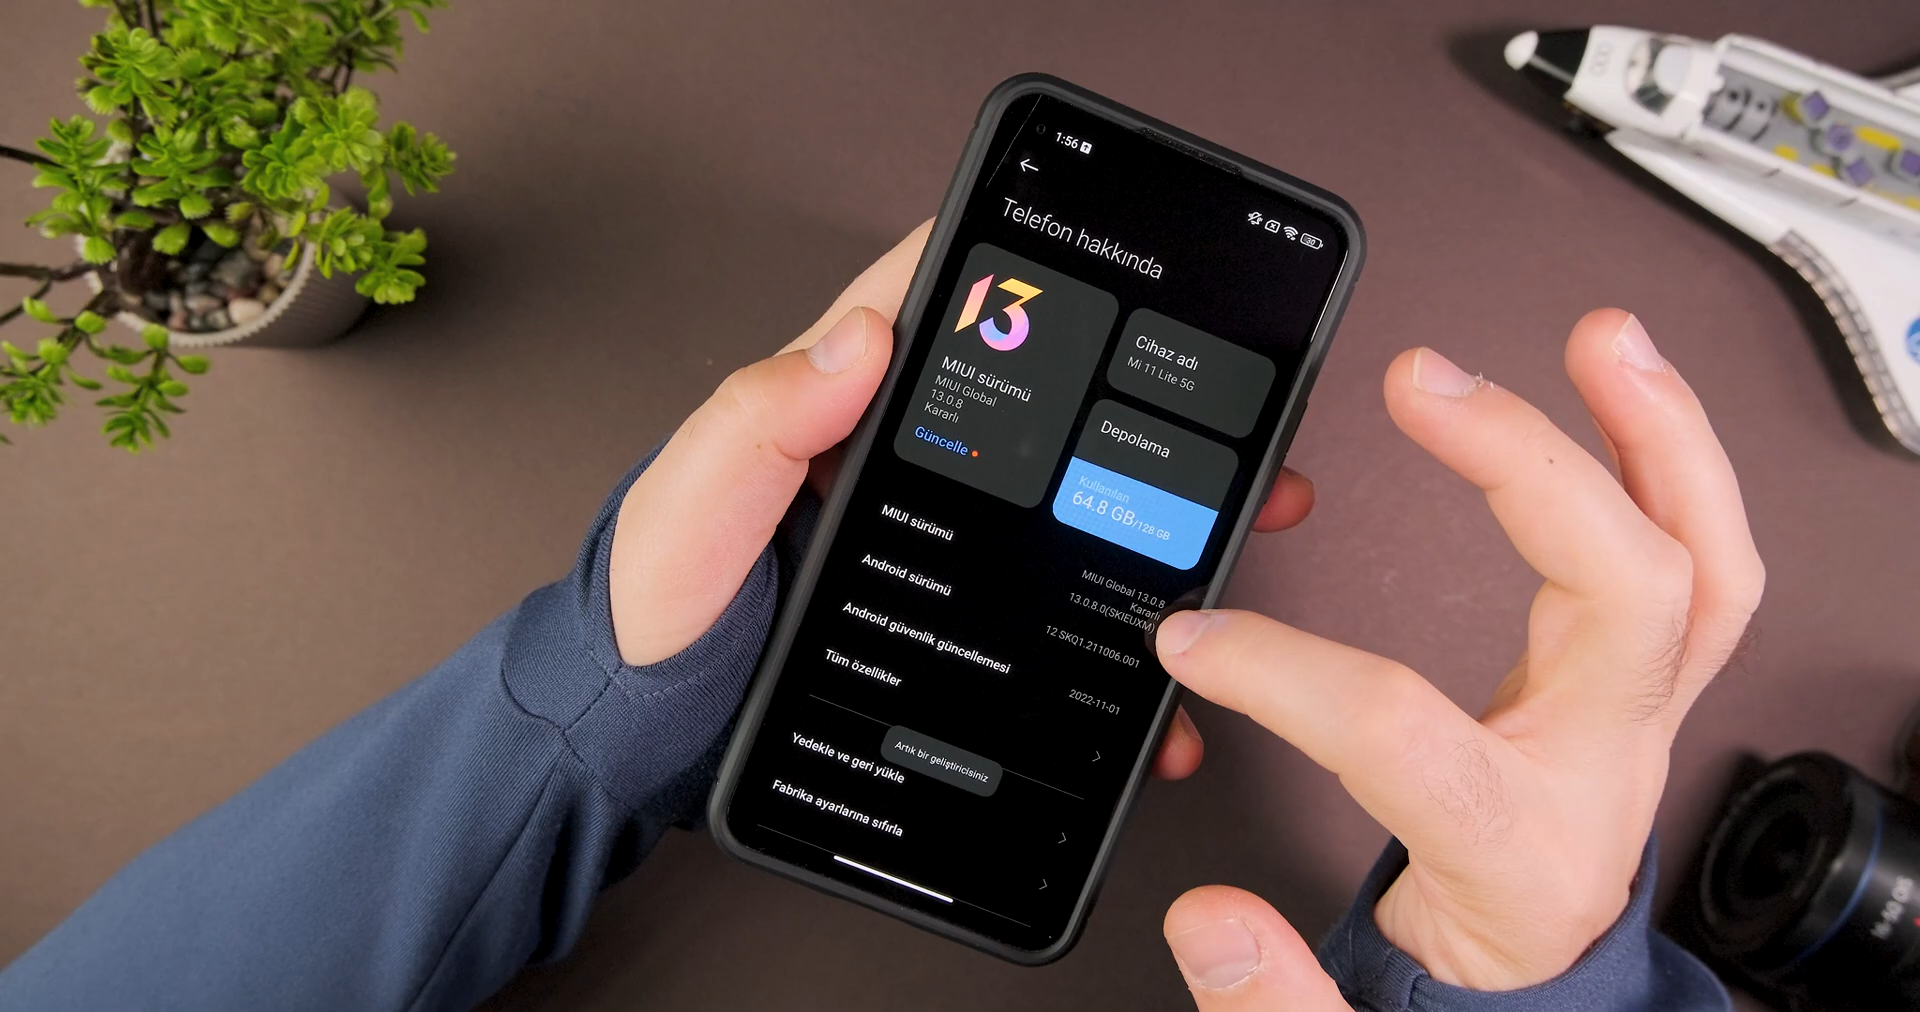 1:56
30
Telefon hakkında
13
MIUI sürümü
MIUI Global
13.0.8
Kararlı
Güncelle
Cihaz adı
Mi 11 Lite 5G
Depolama
Kullanılan
64.8 GB/128 GB
MIUI sürümü
MIUI Global 13.0.8
Kararlı
13.0.8.0(SKIEUXM)
Android sürümü
12 SKQ1.211006.001
Android güvenlik güncellemesi
2022-11-01
Tüm özellikler
Artık bir geliştiricisiniz
Yedekle ve geri yükle
Fabrika ayarlarına sıfırla